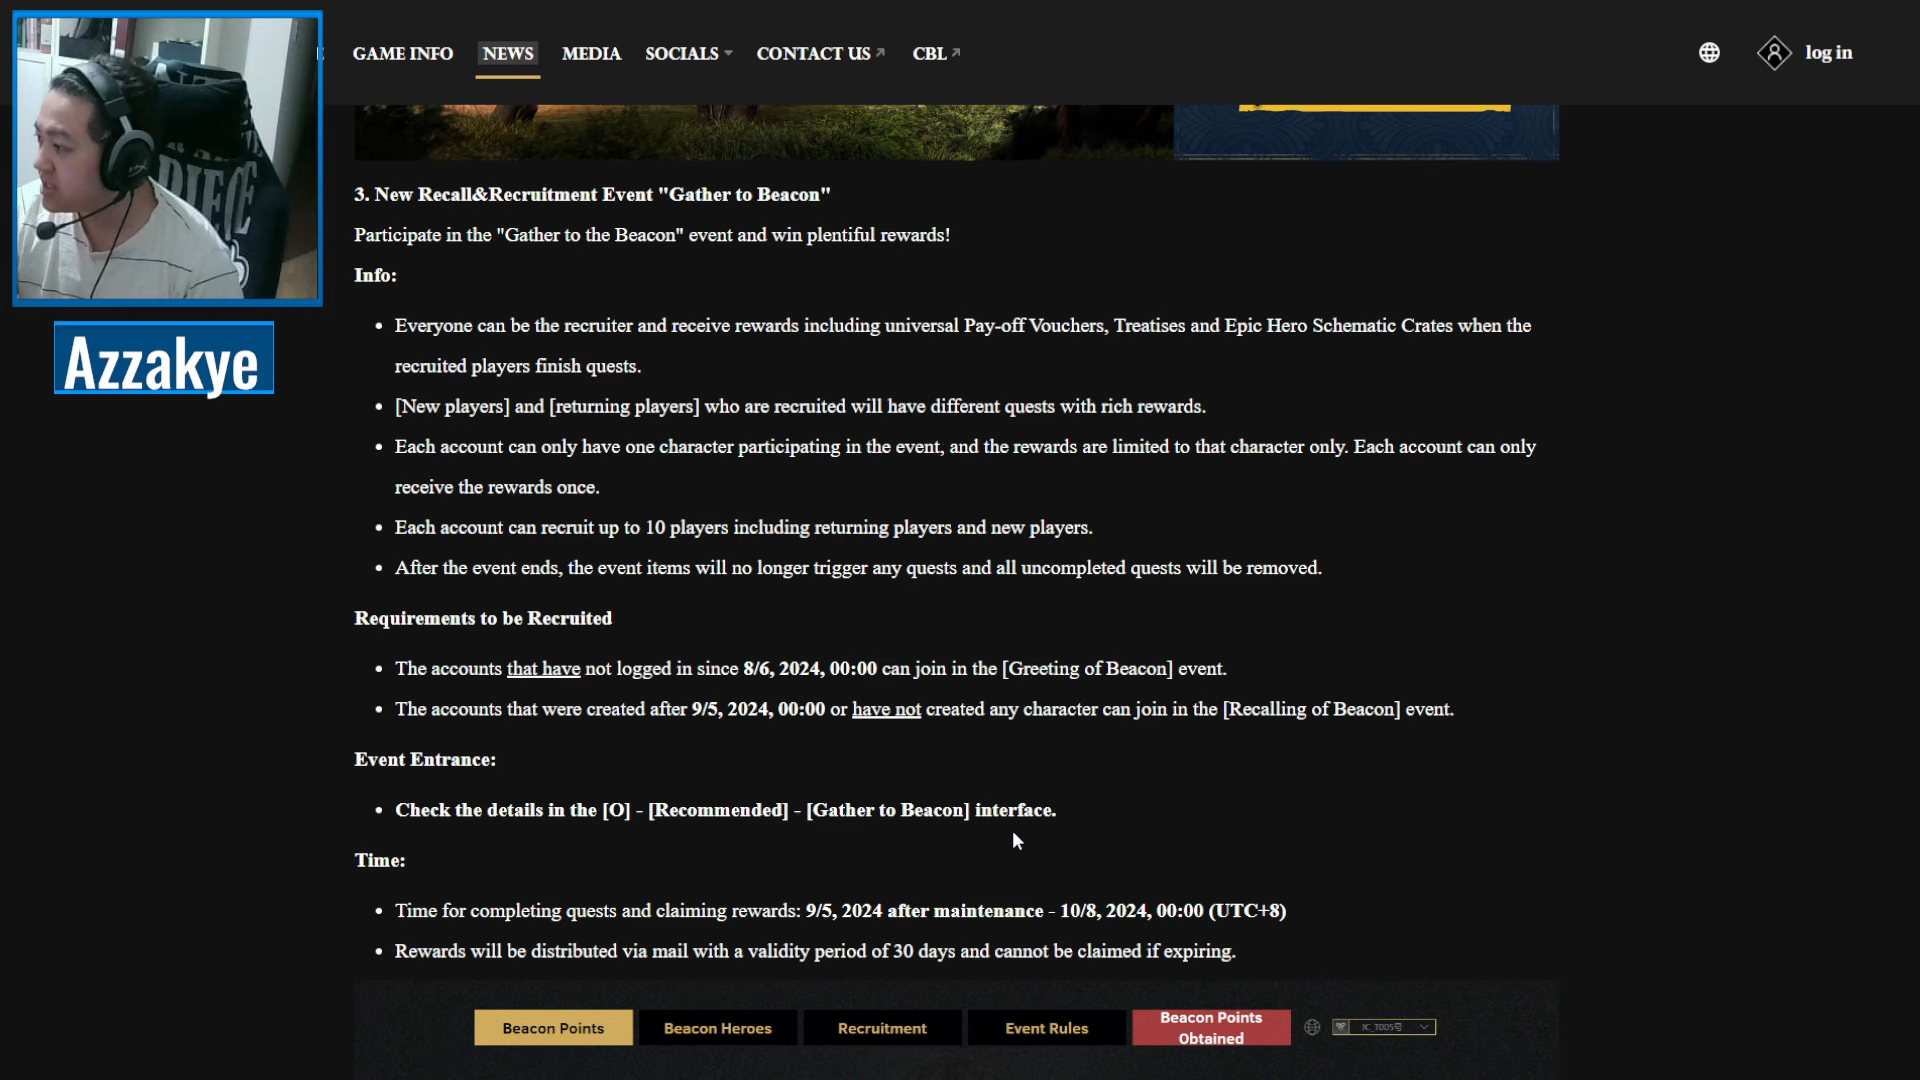 GAME INFO NEWS MEDIA SOCIALS CONTACT US CBL log in
3. New Recall&Recruitment Event "Gather to Beacon"
Participate in the "Gather to the Beacon" event and win plentiful rewards!
Info:
Everyone can be the recruiter and receive rewards including universal Pay-off Vouchers, Treatises and Epic Hero Schematic Crates when the
recruited players finish quests.
Azzakye
[New players] and [returning players] who are recruited will have different quests with rich rewards.
Each account can only have one character participating in the event, and the rewards are limited to that character only. Each account can only
receive the rewards once.
Each account can recruit up to 10 players including returning players and new players.
After the event ends, the event items will no longer trigger any quests and all uncompleted quests will be removed.
Requirements to be Recruited
The accounts that have not logged in since 8/6, 2024, 00:00 can join in the [Greeting of Beacon] event.
The accounts that were created after 9/5, 2024, 00:00 or have not created any character can join in the [Recalling of Beacon] event.
Event Entrance:
Check the details in the [O] - [Recommended] - [Gather to Beacon] interface.
Time:
Time for completing quests and claiming rewards: 9/5, 2024 after maintenance - 10/8, 2024, 00:00 (UTC+8)
Rewards will be distributed via mail with a validity period of 30 days and cannot be claimed if expiring.
Beacon Points Beacon Heroes Recruitment Event Rules Beacon Points
Obtained